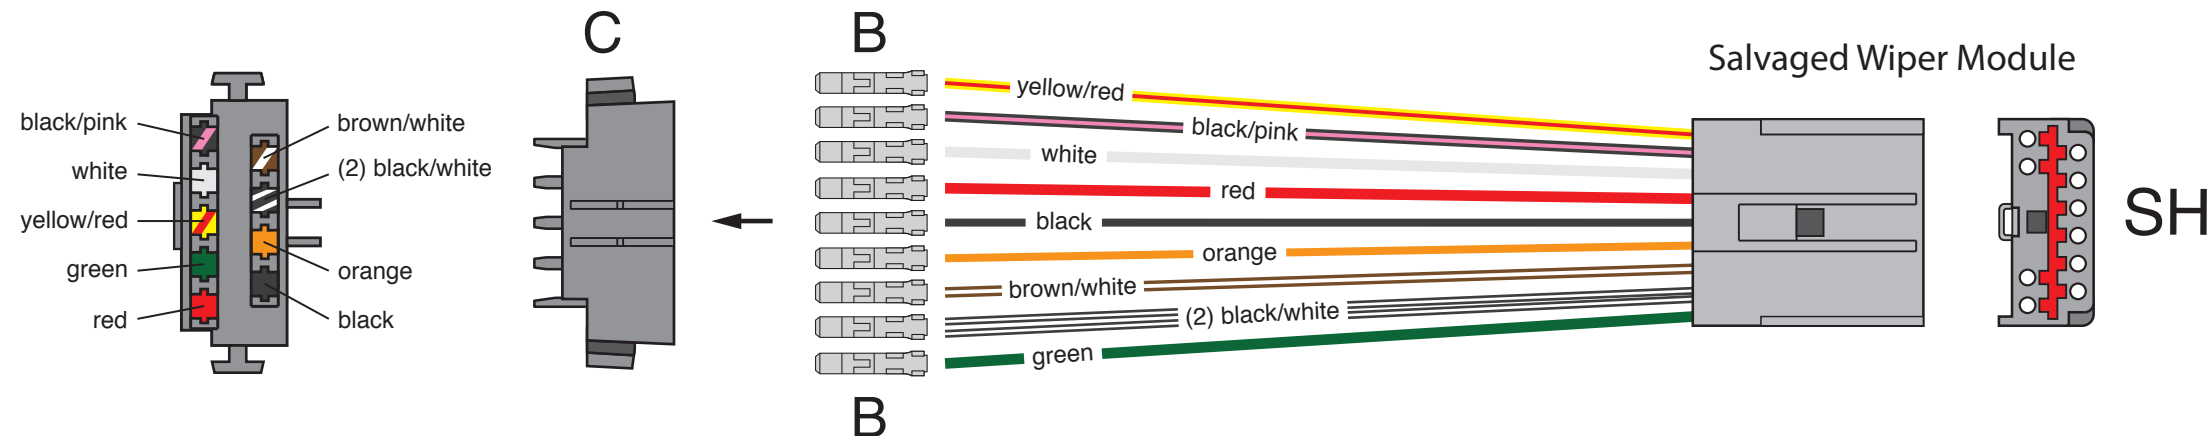 C
B
Salvaged Wiper Module
black/pink
white
yellow/red
green
red
brown/white
(2) black/white
orange
black
yellow/red
black/pink
white
red
black
orange
brown/white
(2) black/white
green
SH
B